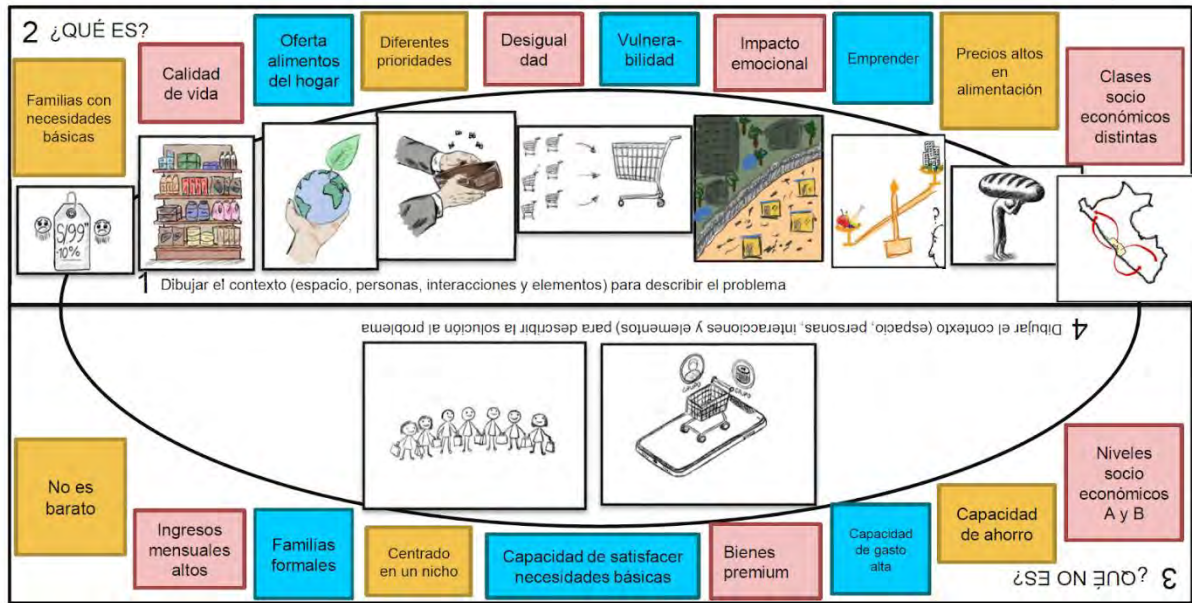 2 ¿QUÉ ES?
Familias con
necesidades
básicas
Calidad
de vida
Oferta
alimentos
del hogar
Diferentes
prioridades
Desigual
dad
Vulnera-
bilidad
Impacto
emocional
Emprender
Precios altos
en
alimentación
Clases
socio
económicos
distintas
S/99
-10%
1 Dibujar el contexto (espacio, personas, interacciones y elementos) para describir el problema
4 Dibujar el contexto (espacio, personas, interacciones y elementos) para describir la solución al problema
GRUPO
GRUPO
No es
barato
Ingresos
mensuales
altos
Familias
formales
Centrado
en un nicho
Capacidad de satisfacer
necesidades básicas
Bienes
premium
Capacidad
de gasto
alta
Capacidad
de ahorro
Niveles
socio
económicos
A y B
3 ¿QUÉ NO ES?